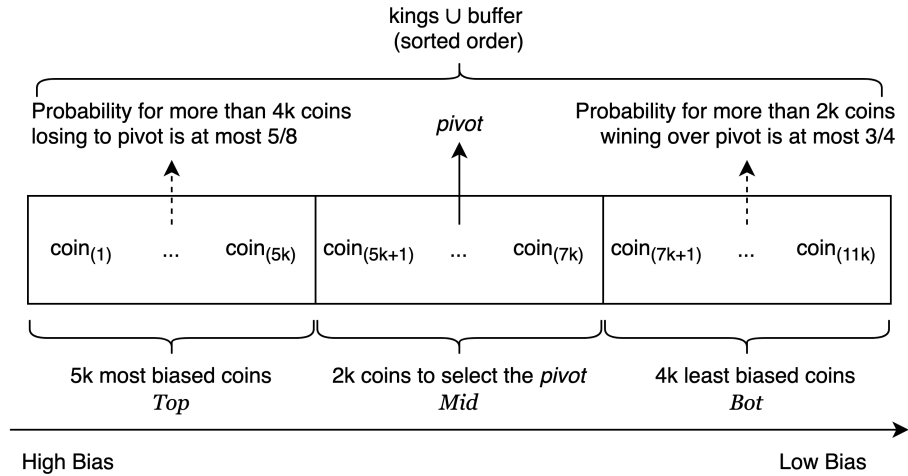 kings ∪ buffer
(sorted order)
Probability for more than 4k coins
losing to pivot is at most 5/8
pivot
Probability for more than 2k coins
wining over pivot is at most 3/4
coin(1) ... coin(5k)
coin(5k+1) ... coin(7k)
coin(7k+1) ... coin(11k)
5k most biased coins
Top
2k coins to select the pivot
Mid
4k least biased coins
Bot
High Bias
Low Bias